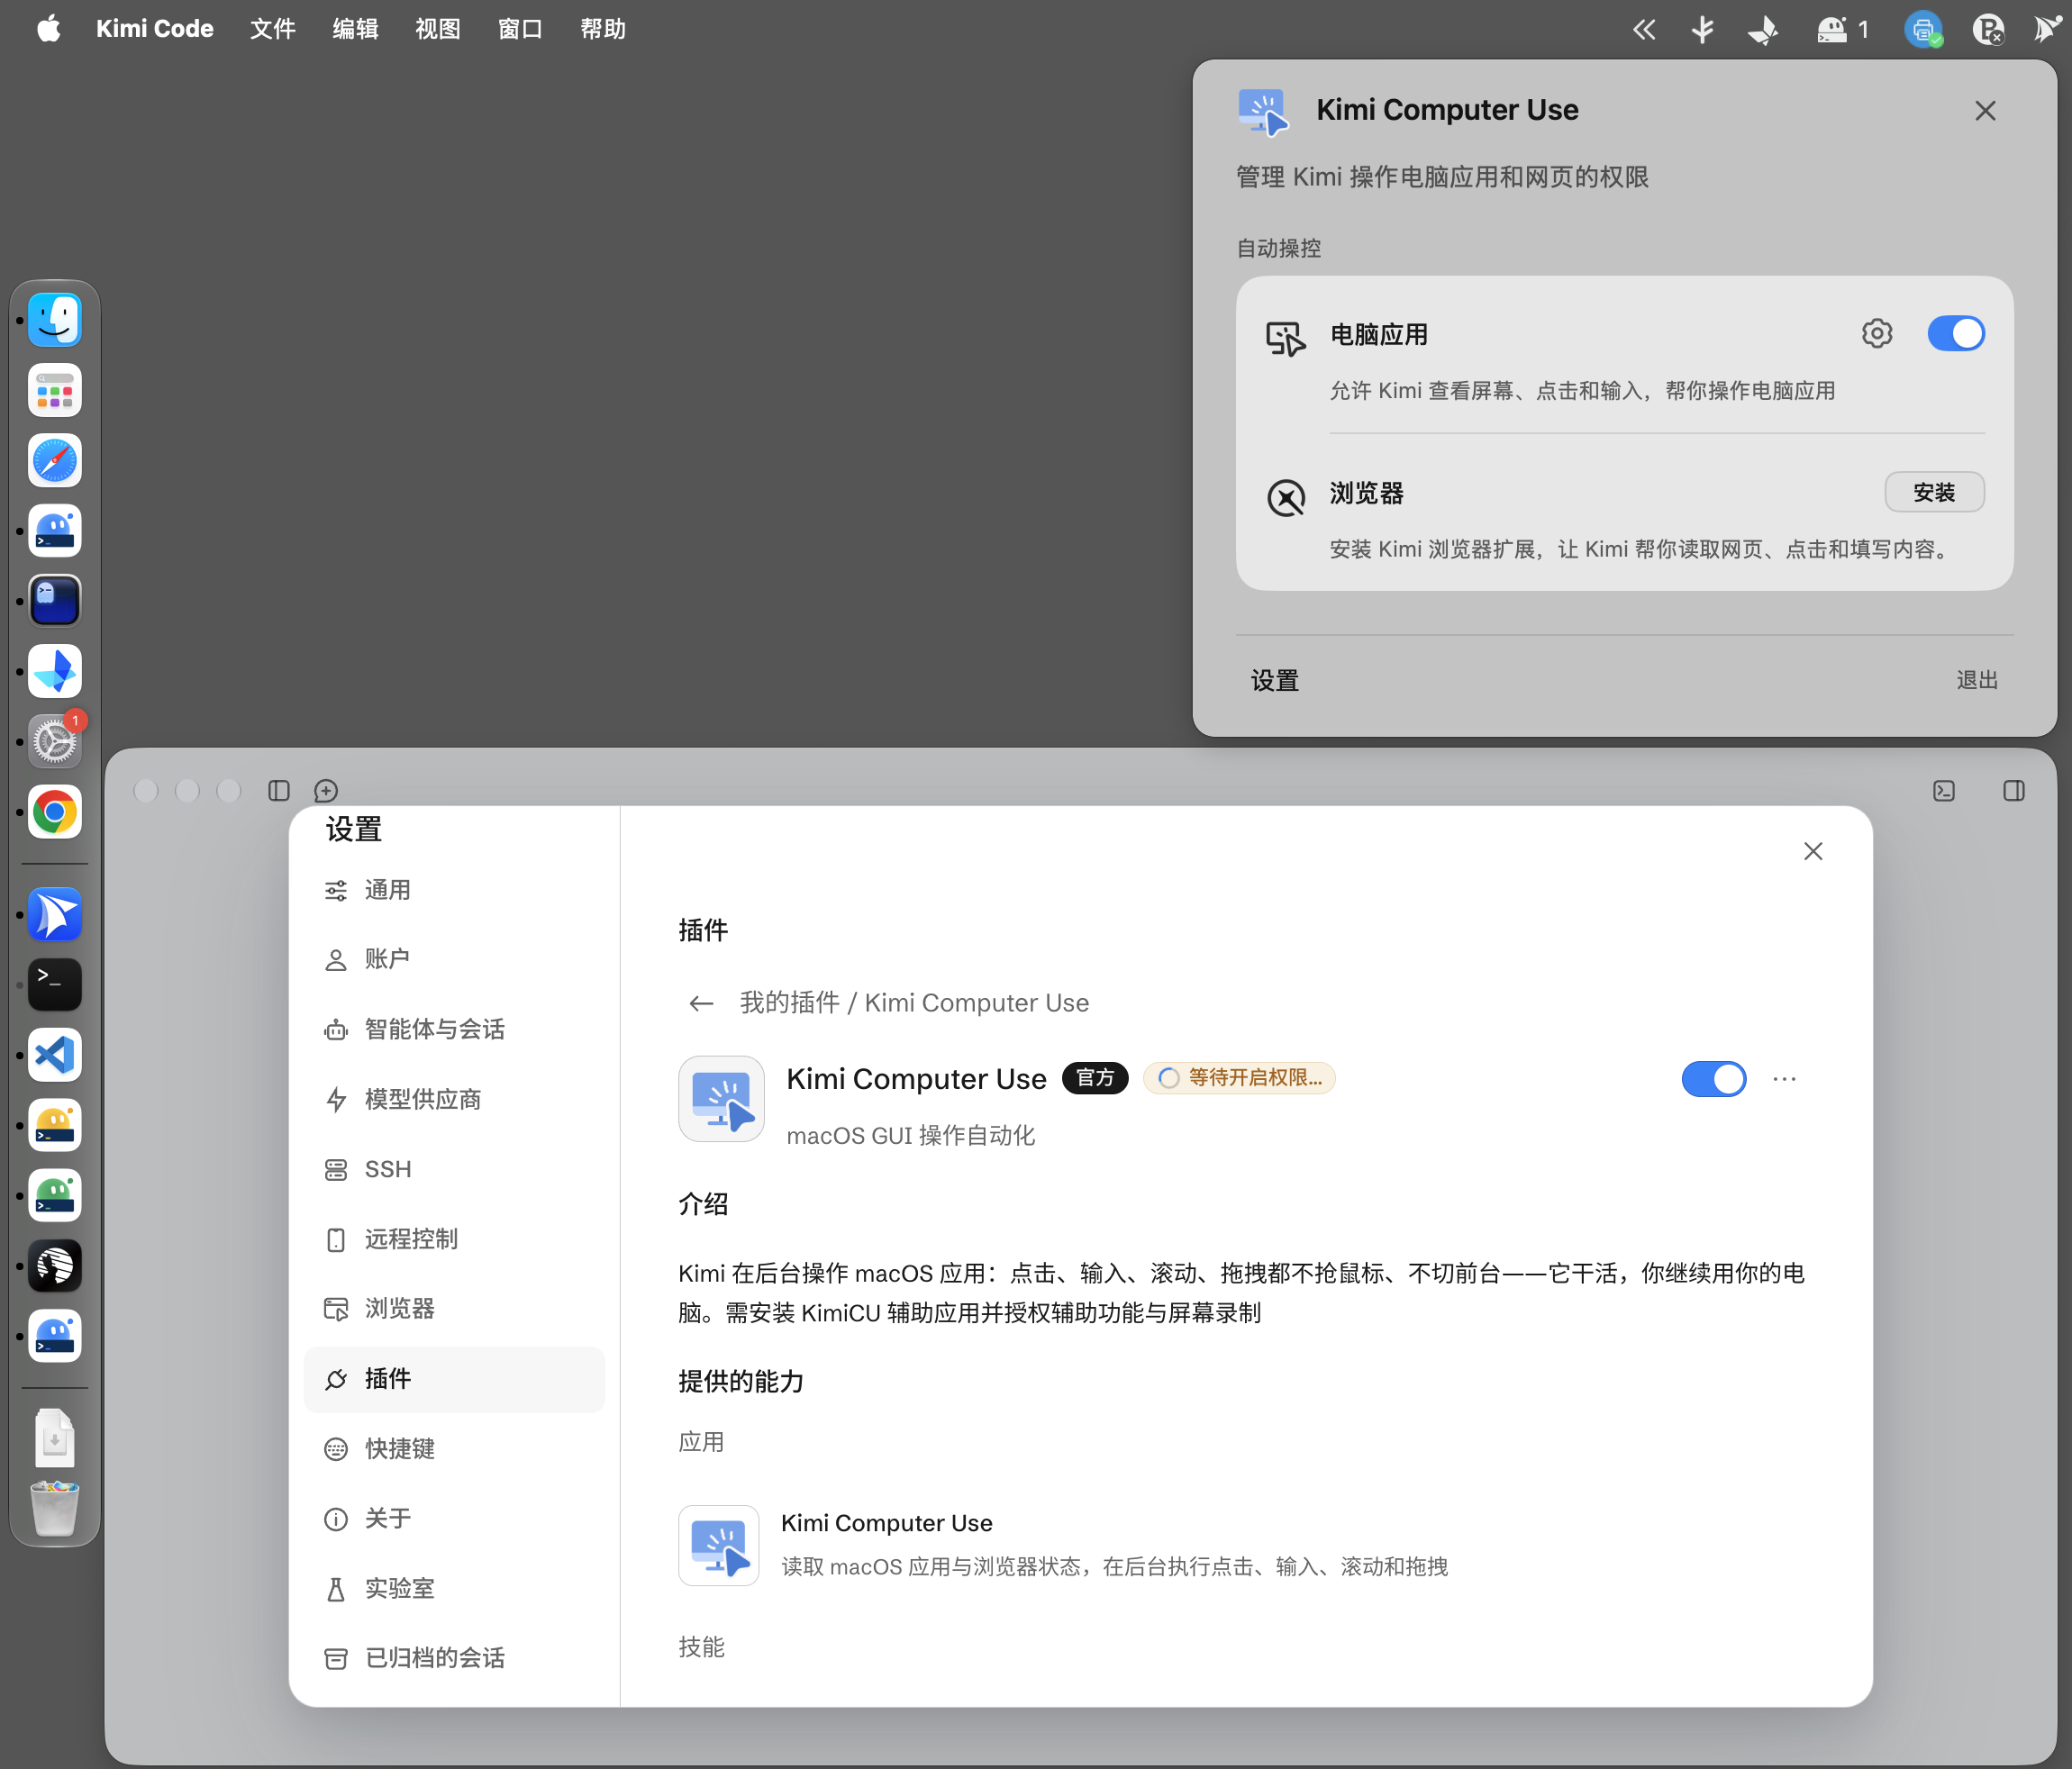 Kimi Code 文件 编辑 视图 窗口 帮助 1
Kimi Computer Use
管理 Kimi 操作电脑应用和网页的权限
自动操控
电脑应用
允许 Kimi 查看屏幕、点击和输入，帮你操作电脑应用
浏览器 安装
安装 Kimi 浏览器扩展，让 Kimi 帮你读取网页、点击和填写内容。
设置 退出
1
设置
通用
账户
智能体与会话
模型供应商
SSH
远程控制
浏览器
插件
快捷键
关于
实验室
已归档的会话
插件
我的插件 / Kimi Computer Use
Kimi Computer Use 官方 等待开启权限...
macOS GUI 操作自动化
介绍
Kimi 在后台操作 macOS 应用：点击、输入、滚动、拖拽都不抢鼠标、不切前台——它干活，你继续用你的电
脑。需安装 KimiCU 辅助应用并授权辅助功能与屏幕录制
提供的能力
应用
Kimi Computer Use
读取 macOS 应用与浏览器状态，在后台执行点击、输入、滚动和拖拽
技能